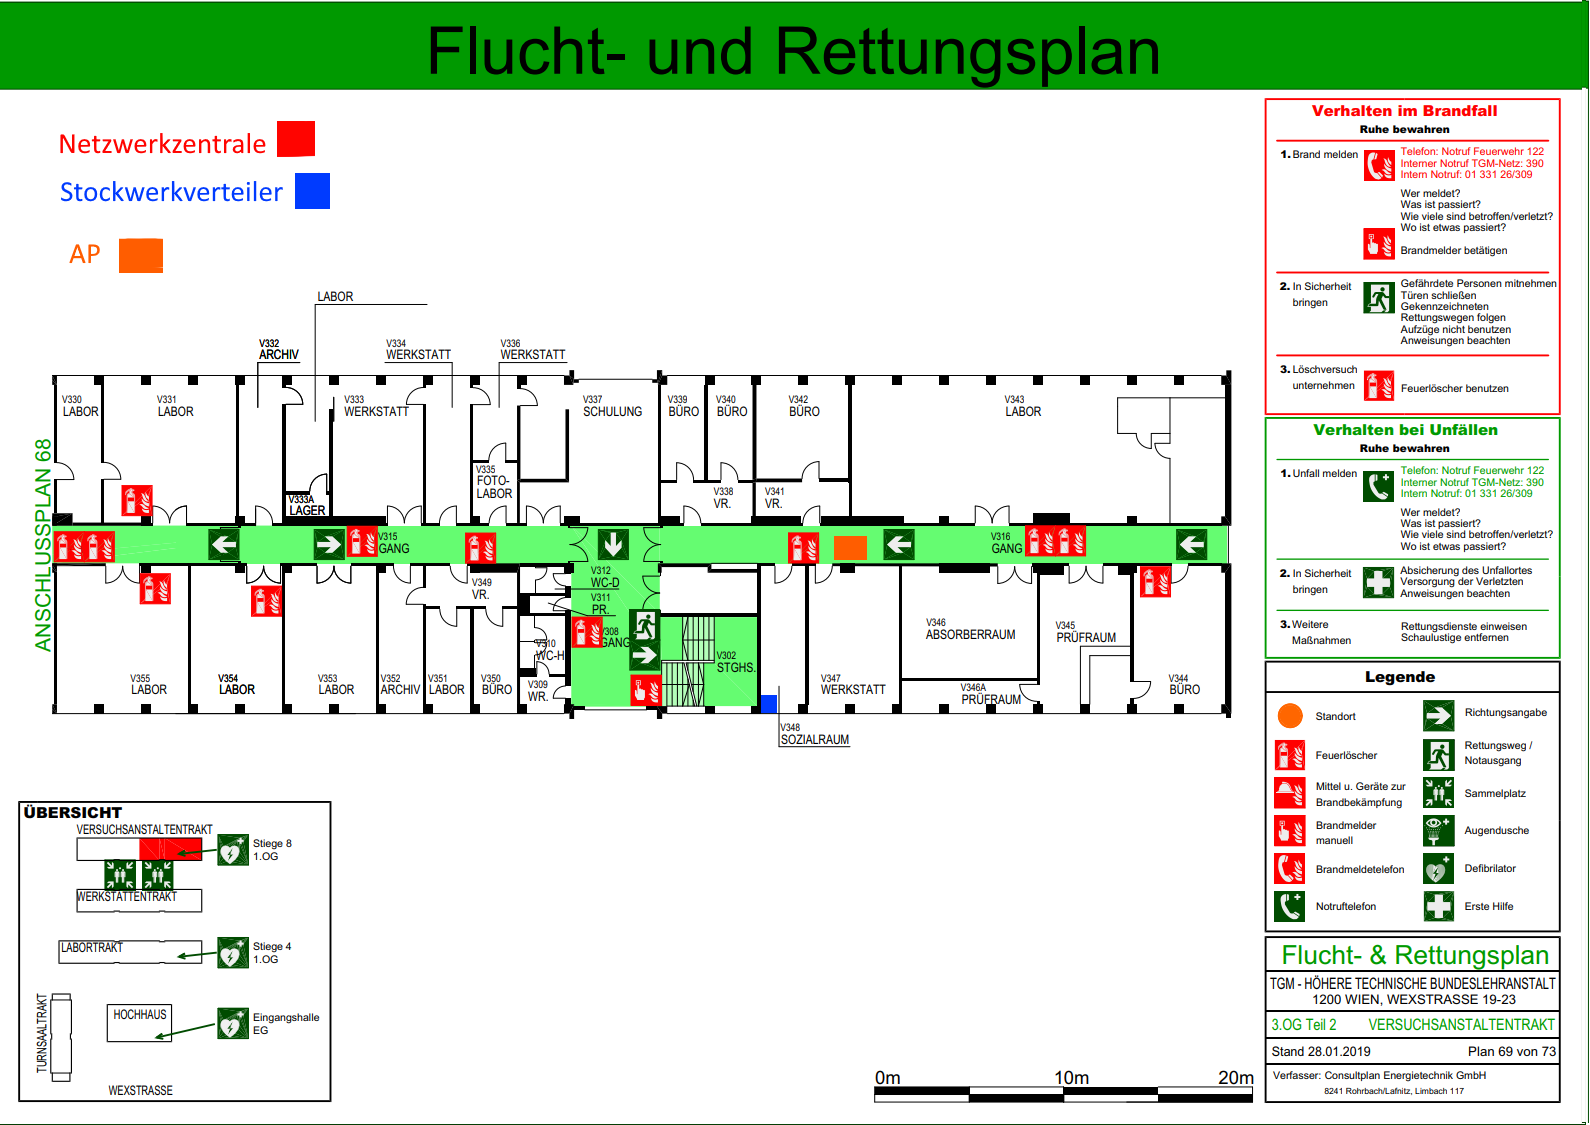 Flucht- und Rettungsplan
Netzwerkzentrale
Stockwerkverteiler
AP
LABOR
V332
ARCHIV
V334
WERKSTATT
V336
WERKSTATT
V330
LABOR
V331
LABOR
V333
WERKSTATT
V337
SCHULUNG
V339
BÜRO
V340
BÜRO
V342
BÜRO
V343
LABOR
V335
FOTO-
LABOR
V333A
LAGER
V338
VR.
V341
VR.
ANSCHLUSSPLAN 68
V315
GANG
V316
GANG
V312
WC-D
V311
PR.
V349
VR.
V308
GANG
V310
WC-H
V309
WR.
V302
STGHS.
V355
LABOR
V354
LABOR
V353
LABOR
V352
ARCHIV
V351
LABOR
V350
BÜRO
V346
ABSORBERRAUM
V345
PRÜFRAUM
V347
WERKSTATT
V346A
PRÜFRAUM
V344
BÜRO
V348
SOZIALRAUM
Verhalten im Brandfall
Ruhe bewahren
1. Brand melden
Telefon: Notruf Feuerwehr 122
Interner Notruf TGM-Netz: 390
Intern Notruf: 01 331 26/309
Wer meldet?
Was ist passiert?
Wie viele sind betroffen/verletzt?
Wo ist etwas passiert?
Brandmelder betätigen
2. In Sicherheit
bringen
Gefährdete Personen mitnehmen
Türen schließen
Gekennzeichneten
Rettungswegen folgen
Aufzüge nicht benutzen
Anweisungen beachten
3. Löschversuch
unternehmen
Feuerlöscher benutzen
Verhalten bei Unfällen
Ruhe bewahren
1. Unfall melden
Telefon: Notruf Feuerwehr 122
Interner Notruf TGM-Netz: 390
Intern Notruf: 01 331 26/309
Wer meldet?
Was ist passiert?
Wie viele sind betroffen/verletzt?
Wo ist etwas passiert?
2. In Sicherheit
bringen
Absicherung des Unfallortes
Versorgung der Verletzten
Anweisungen beachten
3. Weitere
Maßnahmen
Rettungsdienste einweisen
Schaulustige entfernen
Legende
Standort
Richtungsangabe
Feuerlöscher
Rettungsweg /
Notausgang
Mittel u. Geräte zur
Brandbekämpfung
Sammelplatz
Brandmelder
manuell
Augendusche
Brandmeldetelefon
Defibrilator
Notruftelefon
Erste Hilfe
ÜBERSICHT
VERSUCHSANSTALTENTRAKT
Stiege 8
1.OG
WERKSTÄTTENTRAKT
LABORTRAKT
Stiege 4
1.OG
TURNSAALTRAKT
HOCHHAUS
Eingangshalle
EG
WEXSTRASSE
0m 10m 20m
Flucht- & Rettungsplan
TGM - HÖHERE TECHNISCHE BUNDESLEHRANSTALT
1200 WIEN, WEXSTRASSE 19-23
3.OG Teil 2 VERSUCHSANSTALTENTRAKT
Stand 28.01.2019 Plan 69 von 73
Verfasser: Consultplan Energietechnik GmbH
8241 Rohrbach/Lafnitz, Limbach 117